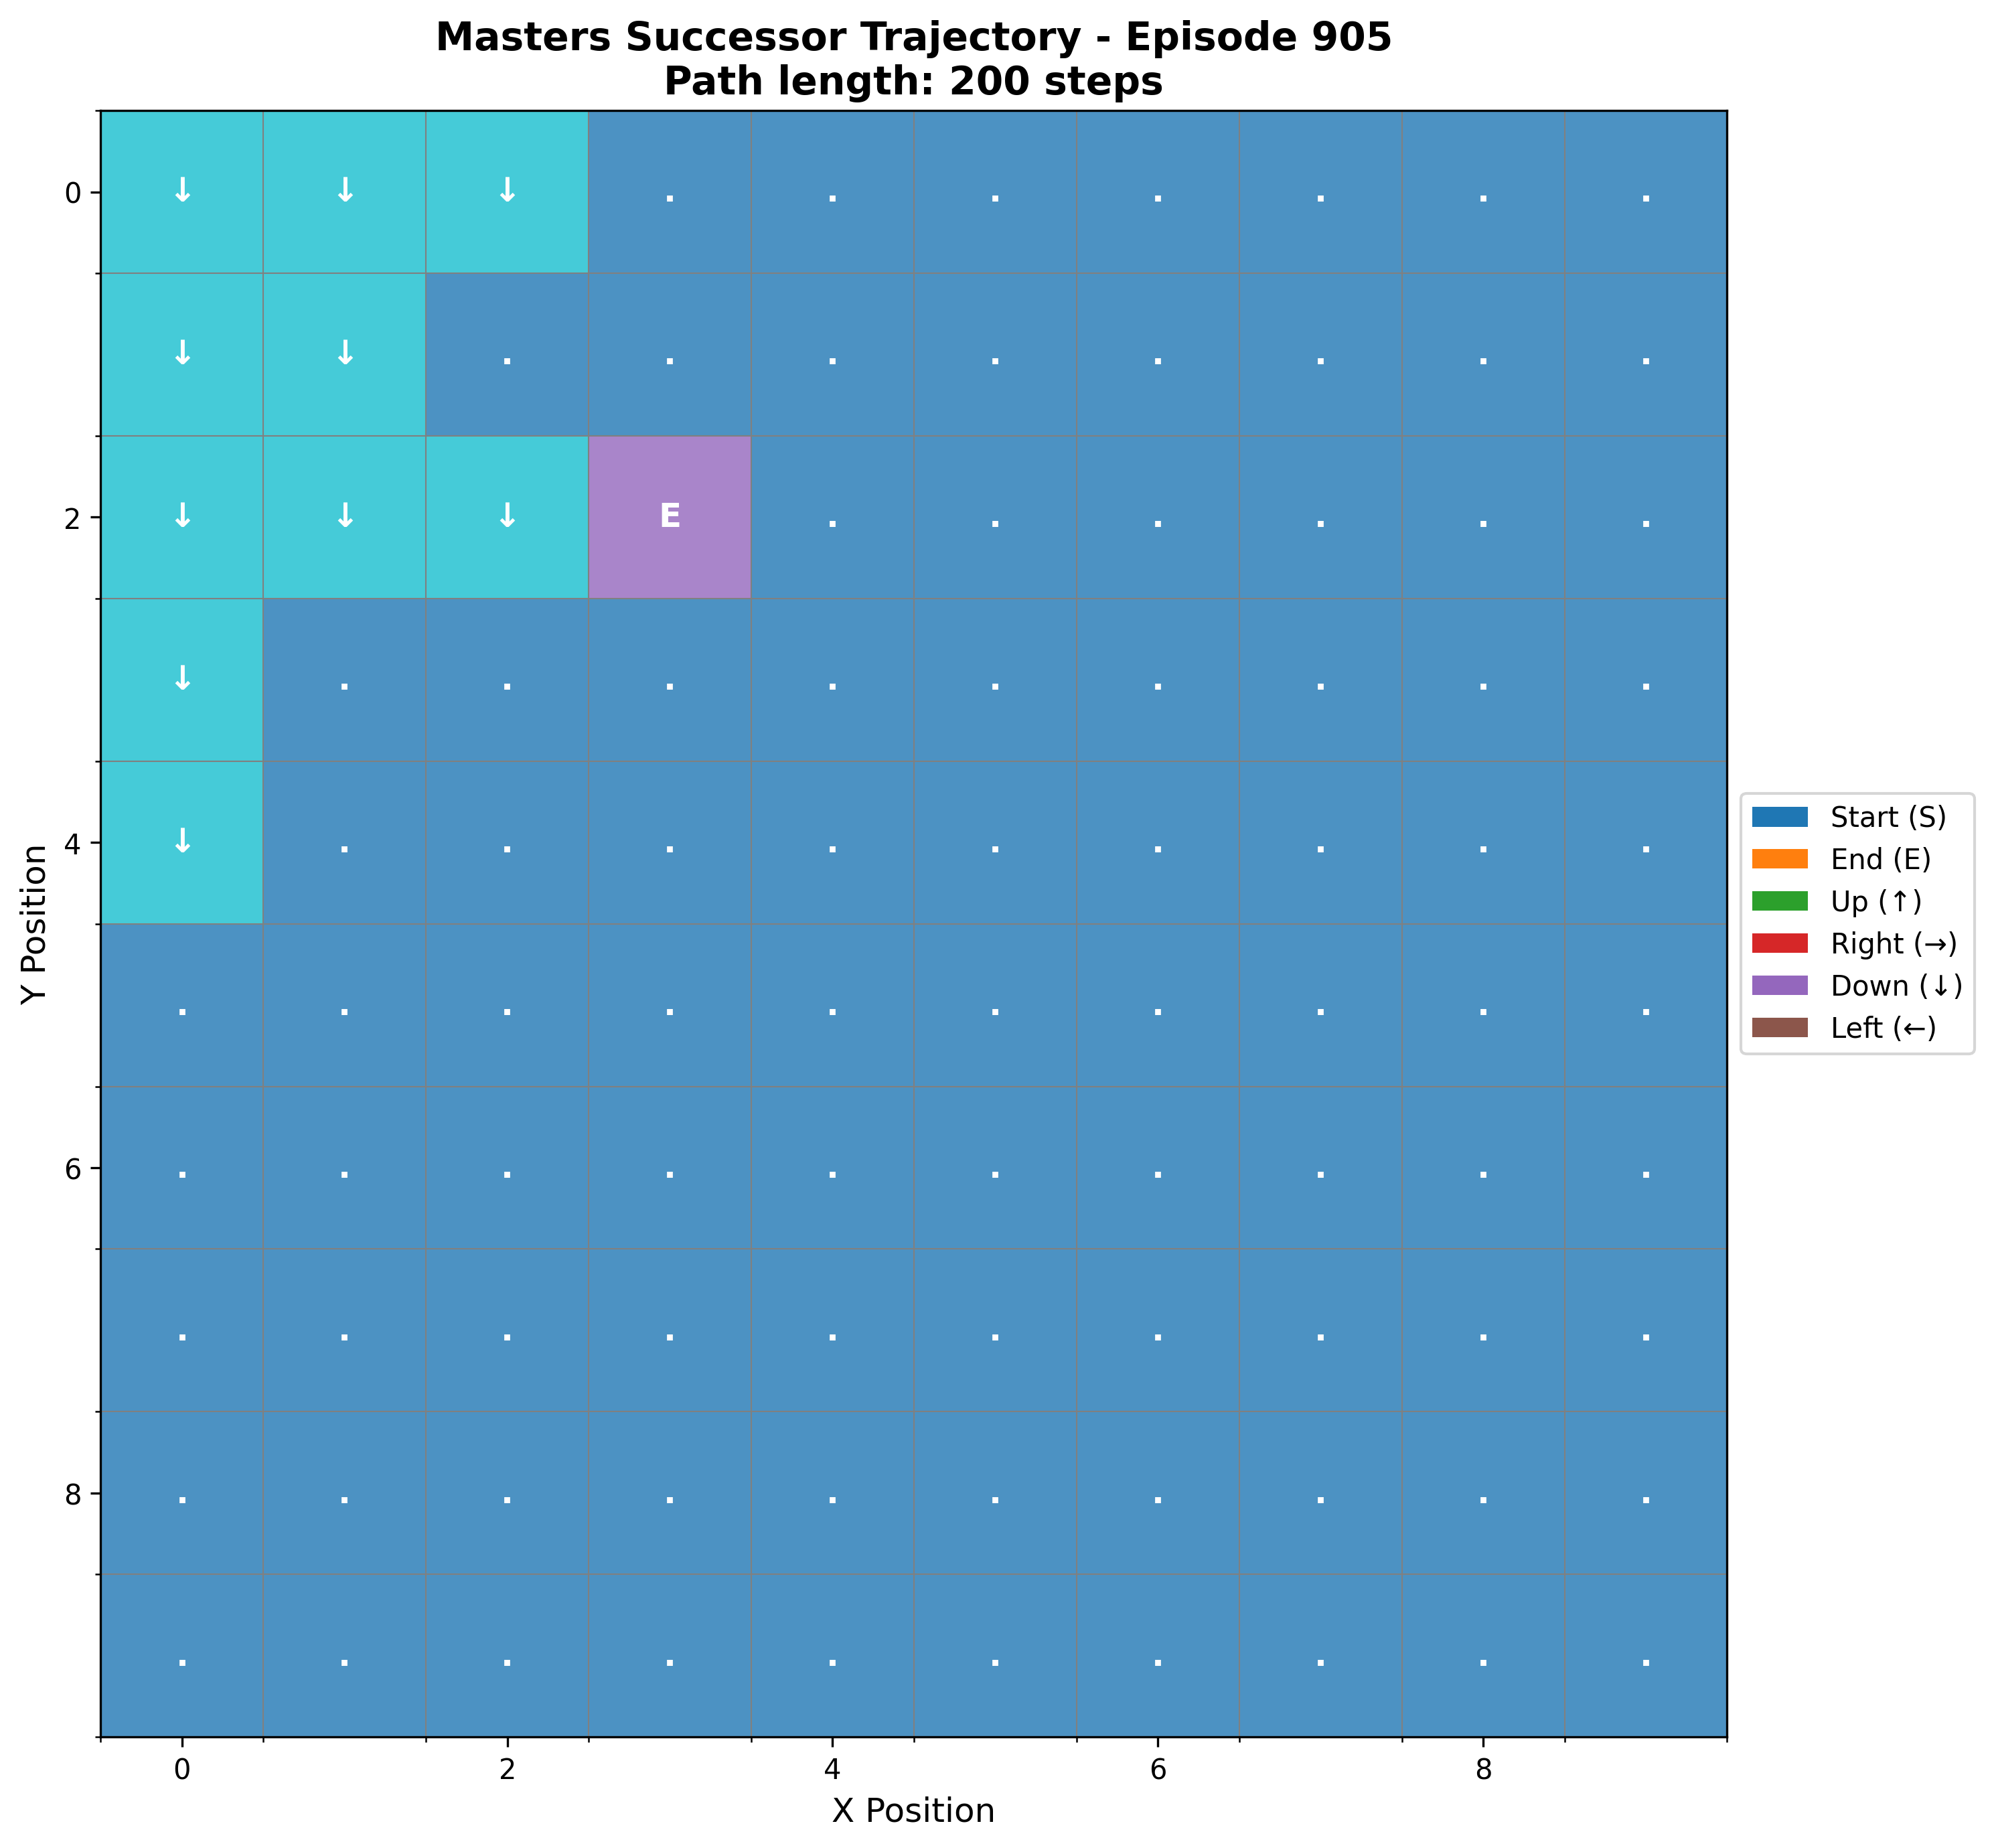 Masters Successor Trajectory - Episode 905
Path length: 200 steps
0 ↓ ↓ ↓ . . . . . . .
↓ ↓ . . . . . . . .
2 ↓ ↓ ↓ E . . . . . .
↓ . . . . . . . . .
4 ↓ . . . . . . . . .
. . . . . . . . . .
6 . . . . . . . . . .
. . . . . . . . . .
8 . . . . . . . . . .
. . . . . . . . . .
0 2 4 6 8
X Position
Y Position
Start (S)
End (E)
Up (↑)
Right (→)
Down (↓)
Left (←)